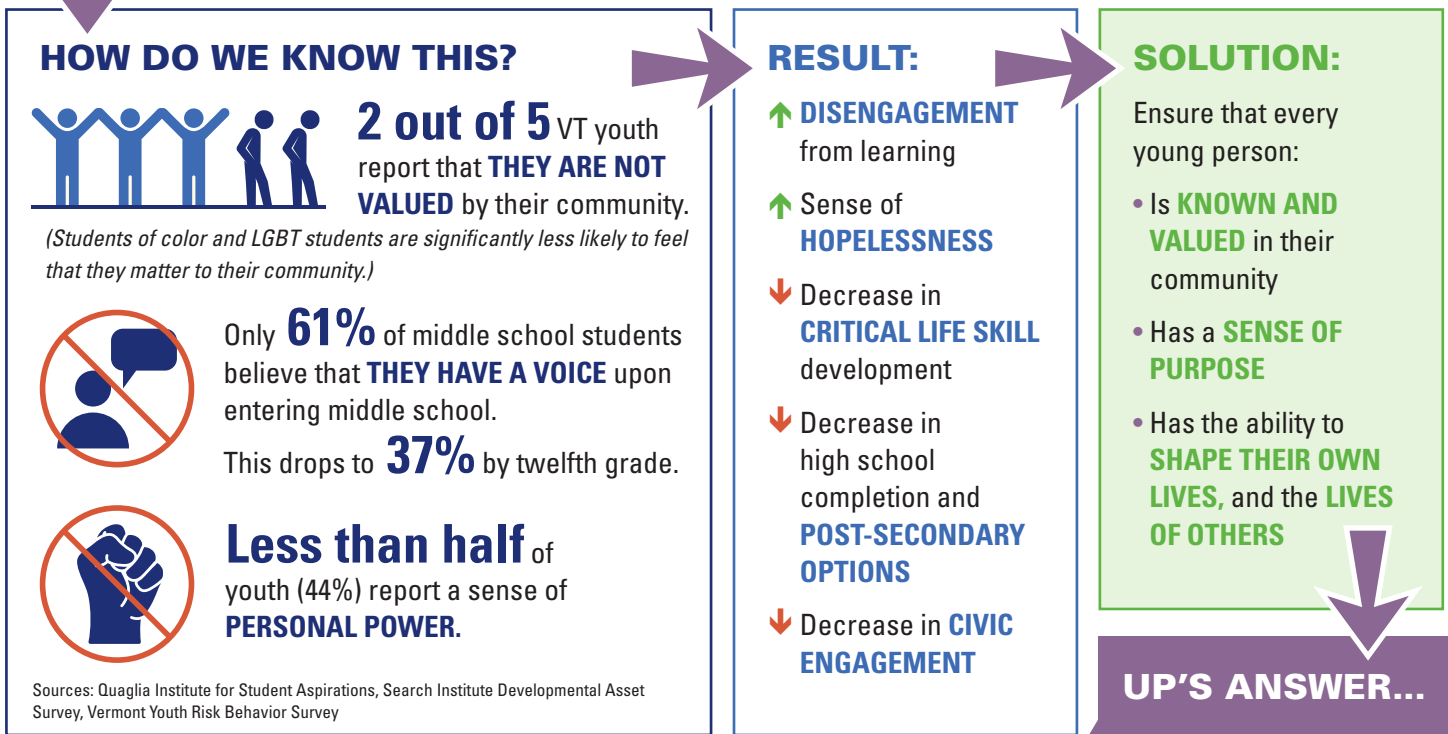 HOW DO WE KNOW THIS?
2 out of 5 VT youth
report that THEY ARE NOT
VALUED by their community.
(Students of color and LGBT students are significantly less likely to feel
that they matter to their community.)
Only 61% of middle school students
believe that THEY HAVE A VOICE upon
entering middle school.
This drops to 37% by twelfth grade.
Less than half of
youth (44%) report a sense of
PERSONAL POWER.
Sources: Quaglia Institute for Student Aspirations, Search Institute Developmental Asset
Survey, Vermont Youth Risk Behavior Survey
RESULT:
DISENGAGEMENT
from learning
Sense of
HOPELESSNESS
Decrease in
CRITICAL LIFE SKILL
development
Decrease in
high school
completion and
POST-SECONDARY
OPTIONS
Decrease in CIVIC
ENGAGEMENT
SOLUTION:
Ensure that every
young person:
• Is KNOWN AND
VALUED in their
community
• Has a SENSE OF
PURPOSE
• Has the ability to
SHAPE THEIR OWN
LIVES, and the LIVES
OF OTHERS
UP'S ANSWER...